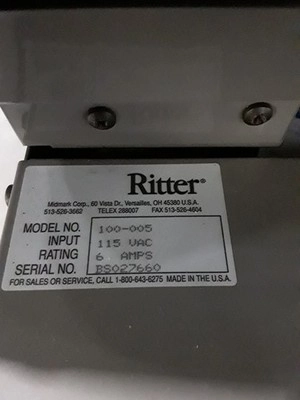 Ritter®
Midmark Corp., 60 Vista Dr., Versailles, OH 45380 U.S.A.
513-526-3662 TELEX 288007 FAX 513-526-4604
MODEL NO. 100-005
INPUT 115 VAC
RATING 6 AMPS
SERIAL NO. BS027660
FOR SALES OR SERVICE, CALL 1-800-643-6275 MADE IN THE U.S.A.